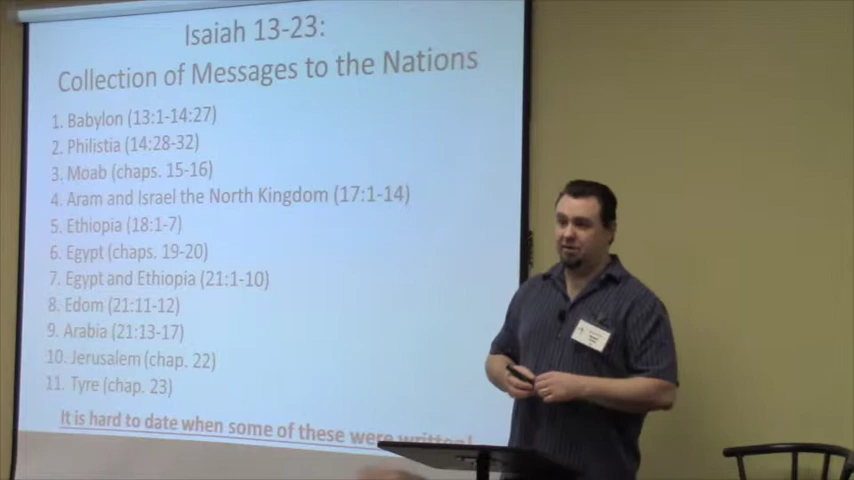 Isaiah 13-23:
Collection of Messages to the Nations
1. Babylon (13:1-14:27)
2. Philistia (14:28-32)
3. Moab (chaps. 15-16)
4. Aram and Israel the North Kingdom (17:1-14)
5. Ethiopia (18:1-7)
6. Egypt (chaps. 19-20)
7. Egypt and Ethiopia (21:1-10)
8. Edom (21:11-12)
9. Arabia (21:13-17)
10. Jerusalem (chap. 22)
11. Tyre (chap. 23)
It is hard to date when some of these were written!